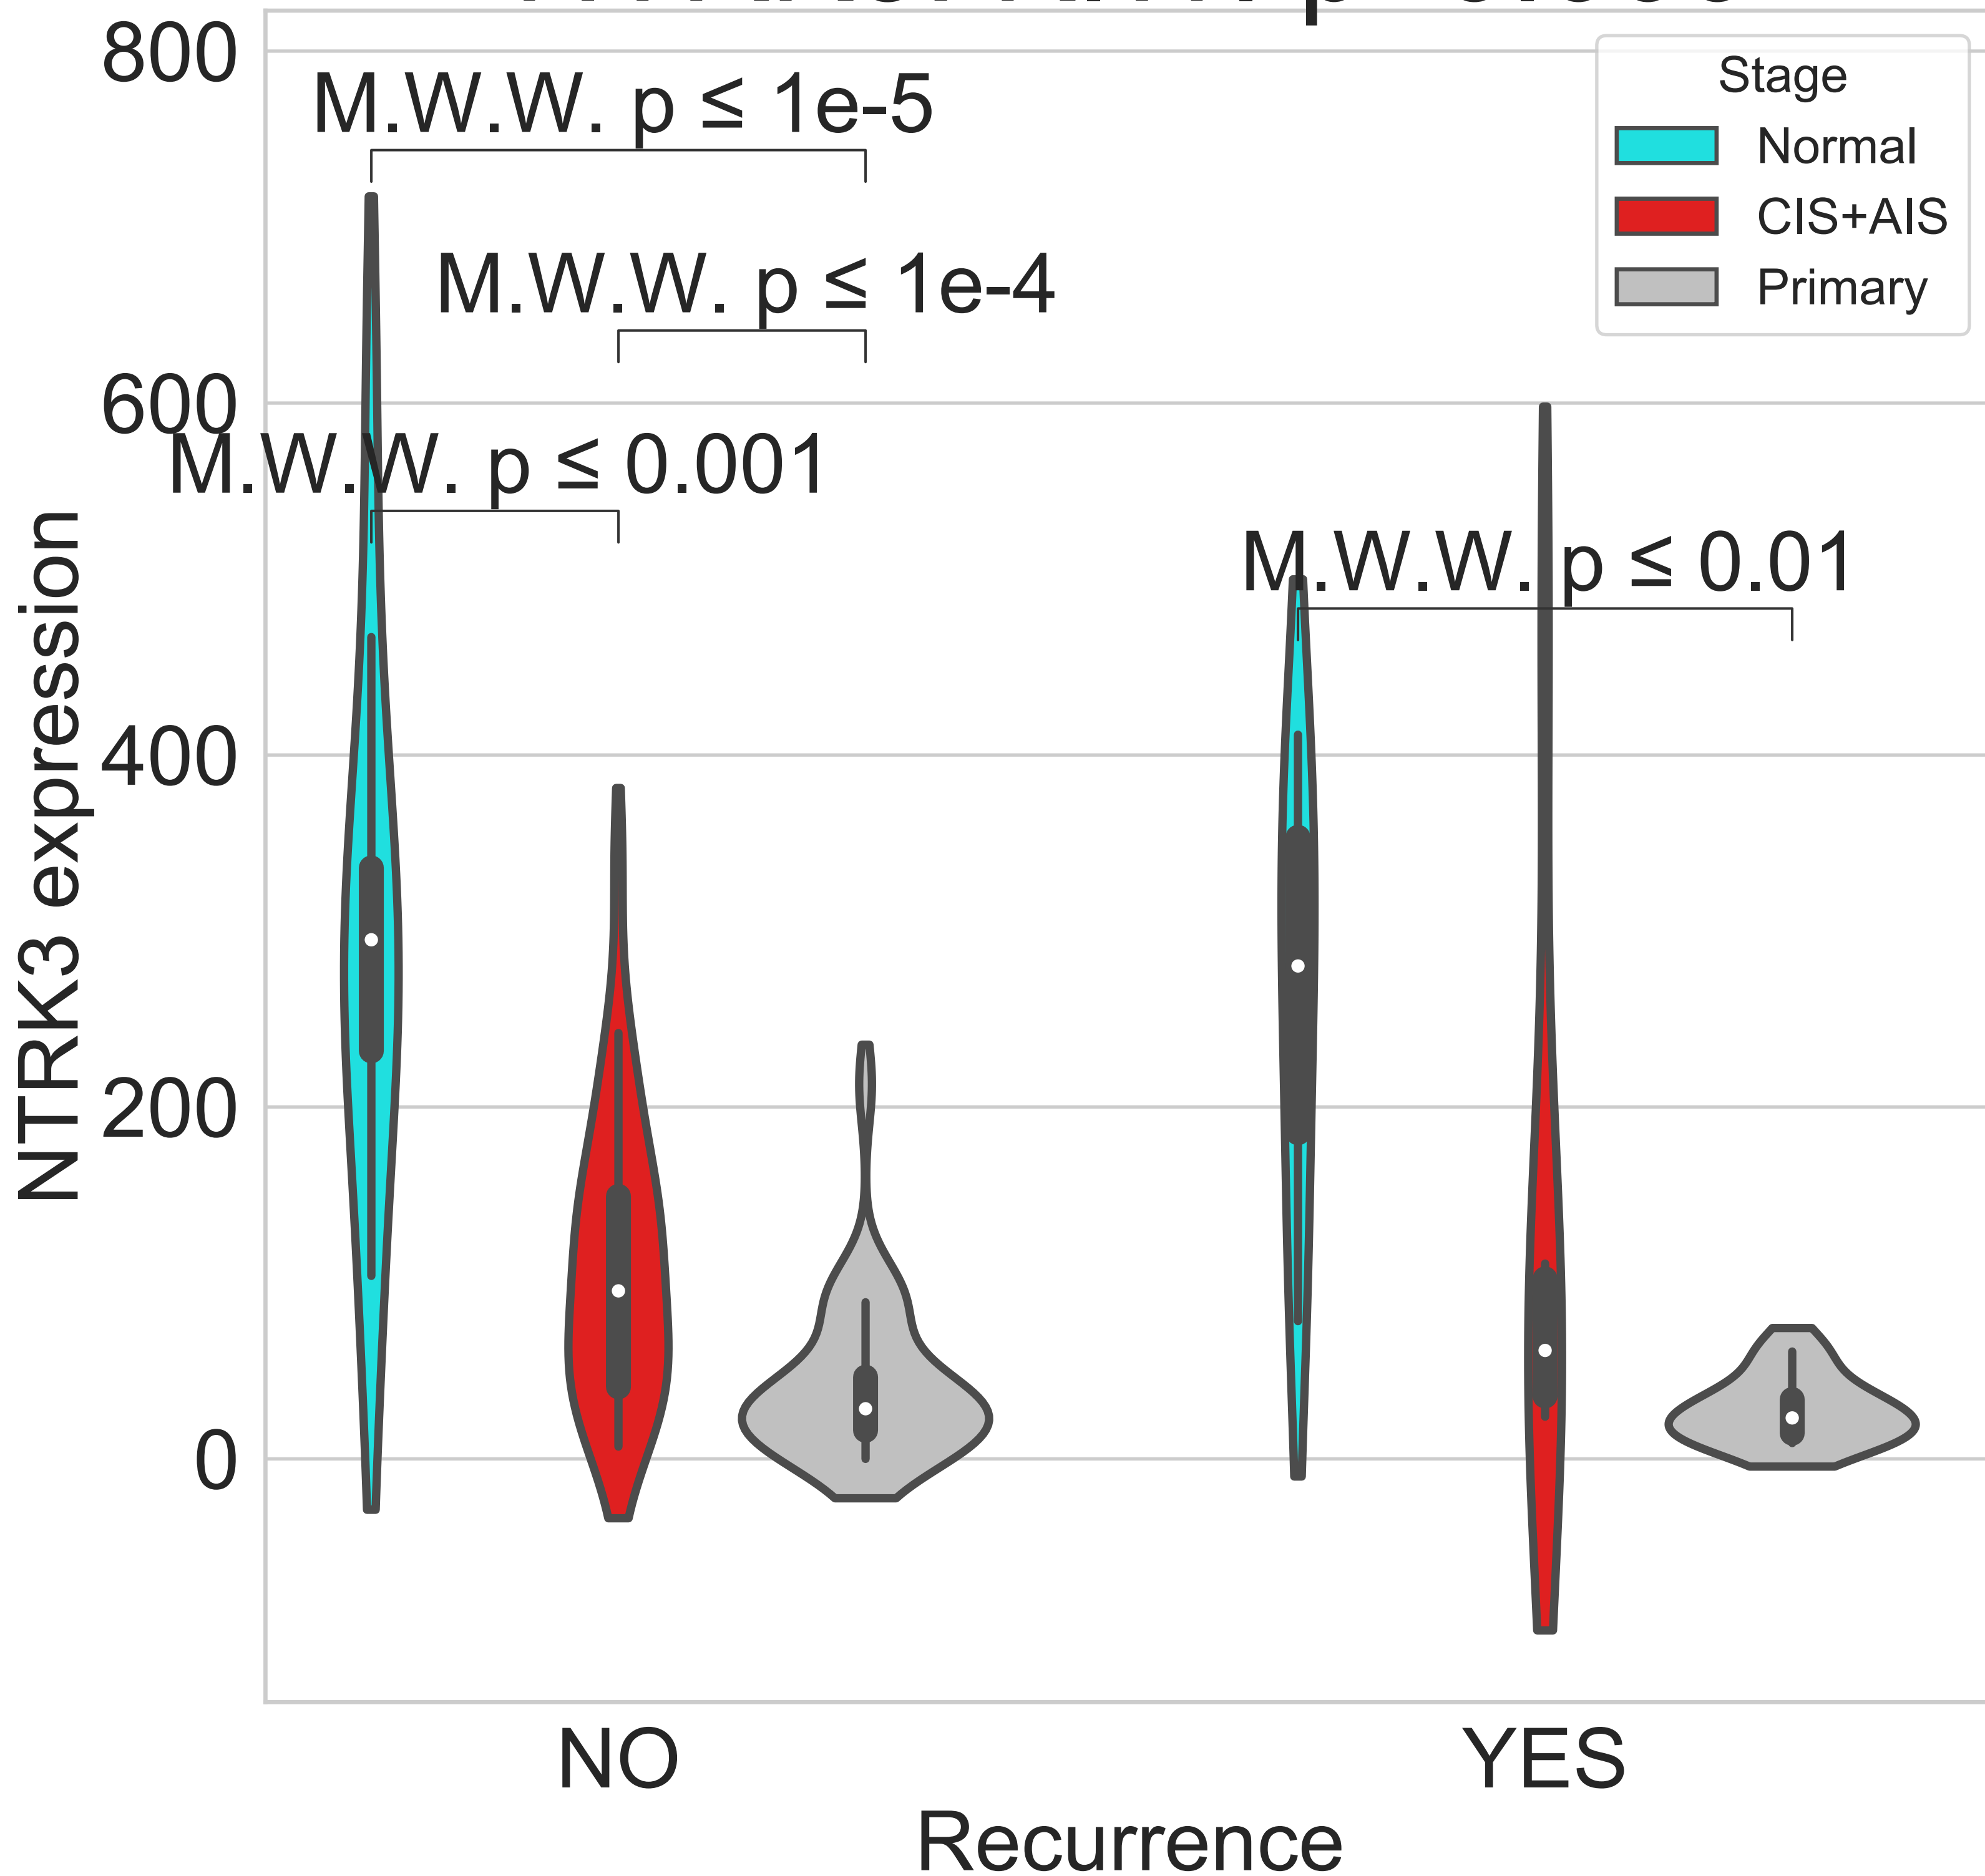 800
M.W.W. p ≤ 1e-5
Stage
Normal
CIS+AIS
Primary
M.W.W. p ≤ 1e-4
600
M.W.W. p ≤ 0.001
M.W.W. p ≤ 0.01
400
200
0
NTRK3 expression
NO
YES
Recurrence